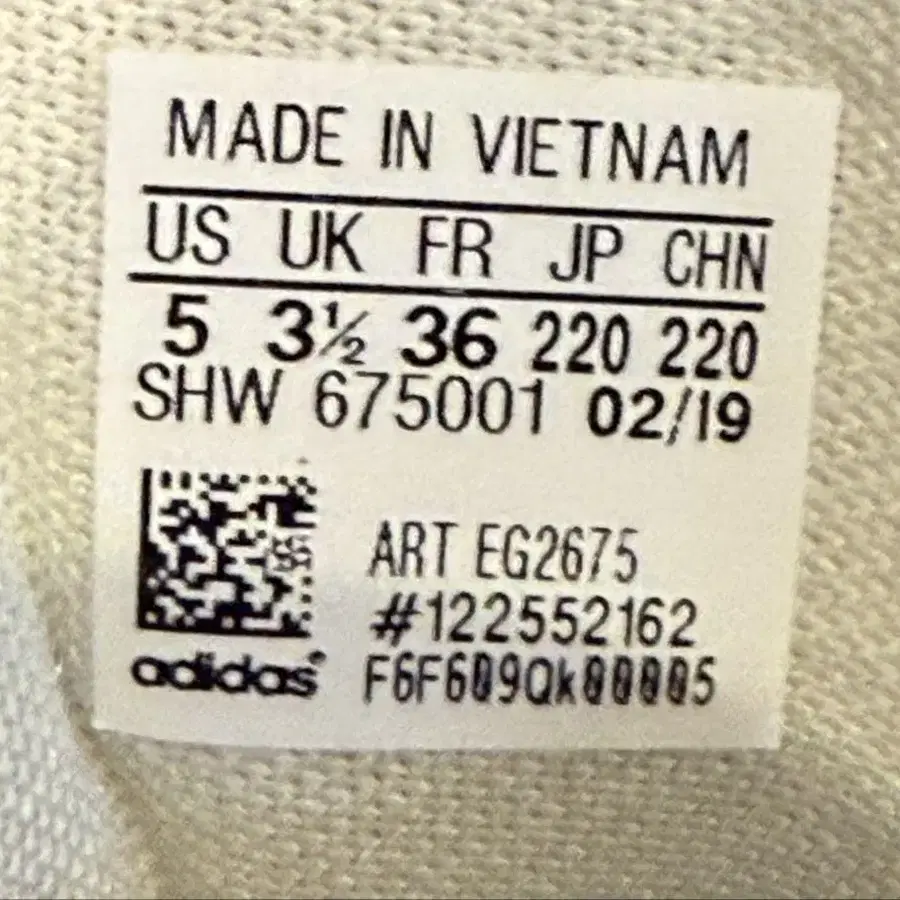 MADE IN VIETNAM
US UK FR JP CHN
5 3½ 36 220 220
SHW 675001 02/19
ART EG2675
#122552162
adidas® F6F609Qk00005